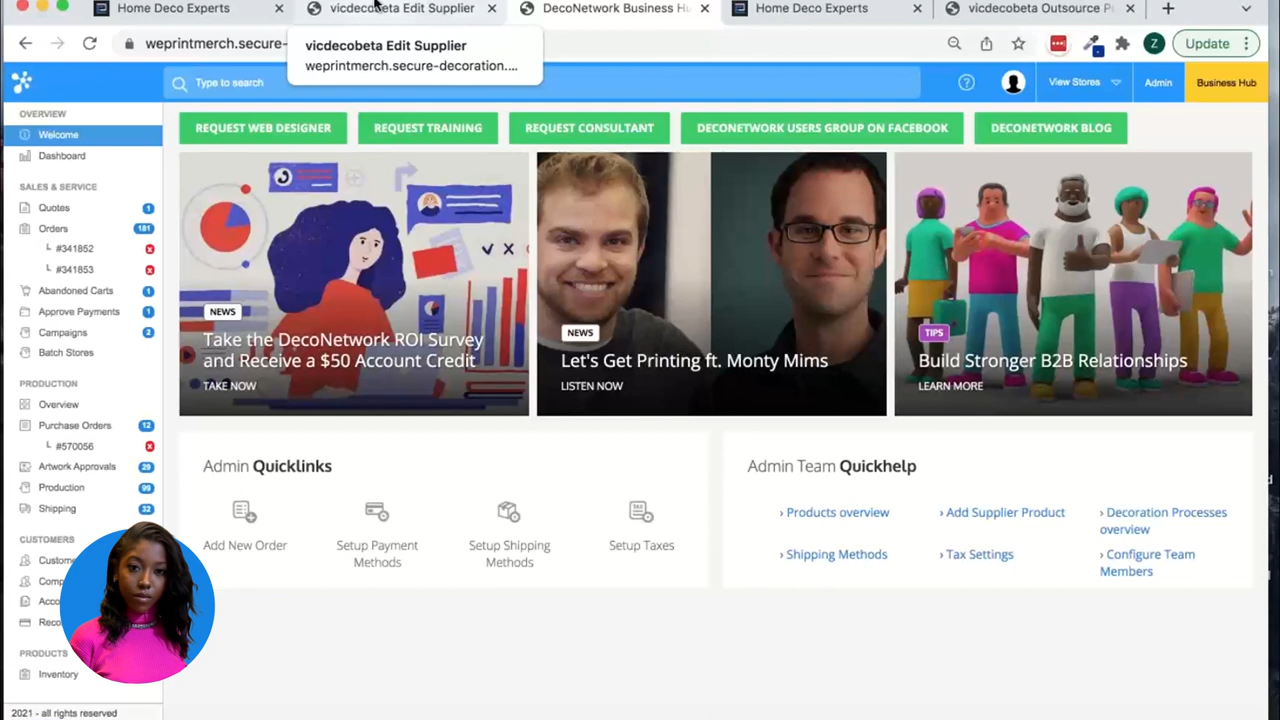 Home Deco Experts
vicdecobeta Edit Supplier
DecoNetwork Business Hu
Home Deco Experts
vicdecobeta Outsource P
weprintmerch.secure-
Update
Z
vicdecobeta Edit Supplier
weprintmerch.secure-decoration....
Type to search
View Stores
Admin
Business Hub
OVERVIEW
Welcome
Dashboard
SALES & SERVICE
Quotes 1
Orders 181
#341852
#341853
Abandoned Carts 1
Approve Payments 1
Campaigns 2
Batch Stores
PRODUCTION
Overview
Purchase Orders 12
#570056
Artwork Approvals 29
Production 99
Shipping 32
CUSTOMERS
Custome
Comp
Acco
Reco
PRODUCTS
Inventory
2021 - all rights reserved
REQUEST WEB DESIGNER
REQUEST TRAINING
REQUEST CONSULTANT
DECONETWORK USERS GROUP ON FACEBOOK
DECONETWORK BLOG
NEWS
Take the DecoNetwork ROI Survey
and Receive a $50 Account Credit
TAKE NOW
NEWS
Let's Get Printing ft. Monty Mims
LISTEN NOW
TIPS
Build Stronger B2B Relationships
LEARN MORE
Admin Quicklinks
Add New Order
Setup Payment
Methods
Setup Shipping
Methods
TAX
Setup Taxes
Admin Team Quickhelp
› Products overview
› Add Supplier Product
› Decoration Processes
overview
› Shipping Methods
› Tax Settings
› Configure Team
Members